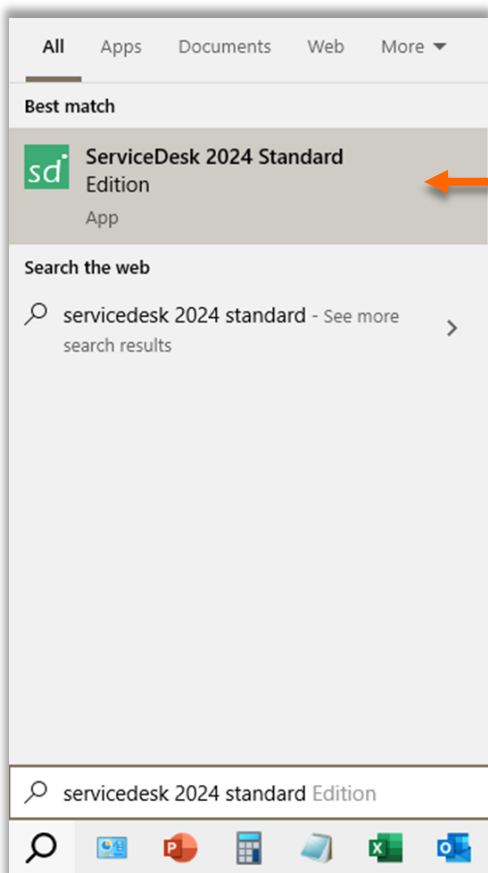 All Apps Documents Web More
Best match
sd
ServiceDesk 2024 Standard
Edition
App
Search the web
servicedesk 2024 standard - See more
search results
servicedesk 2024 standard Edition